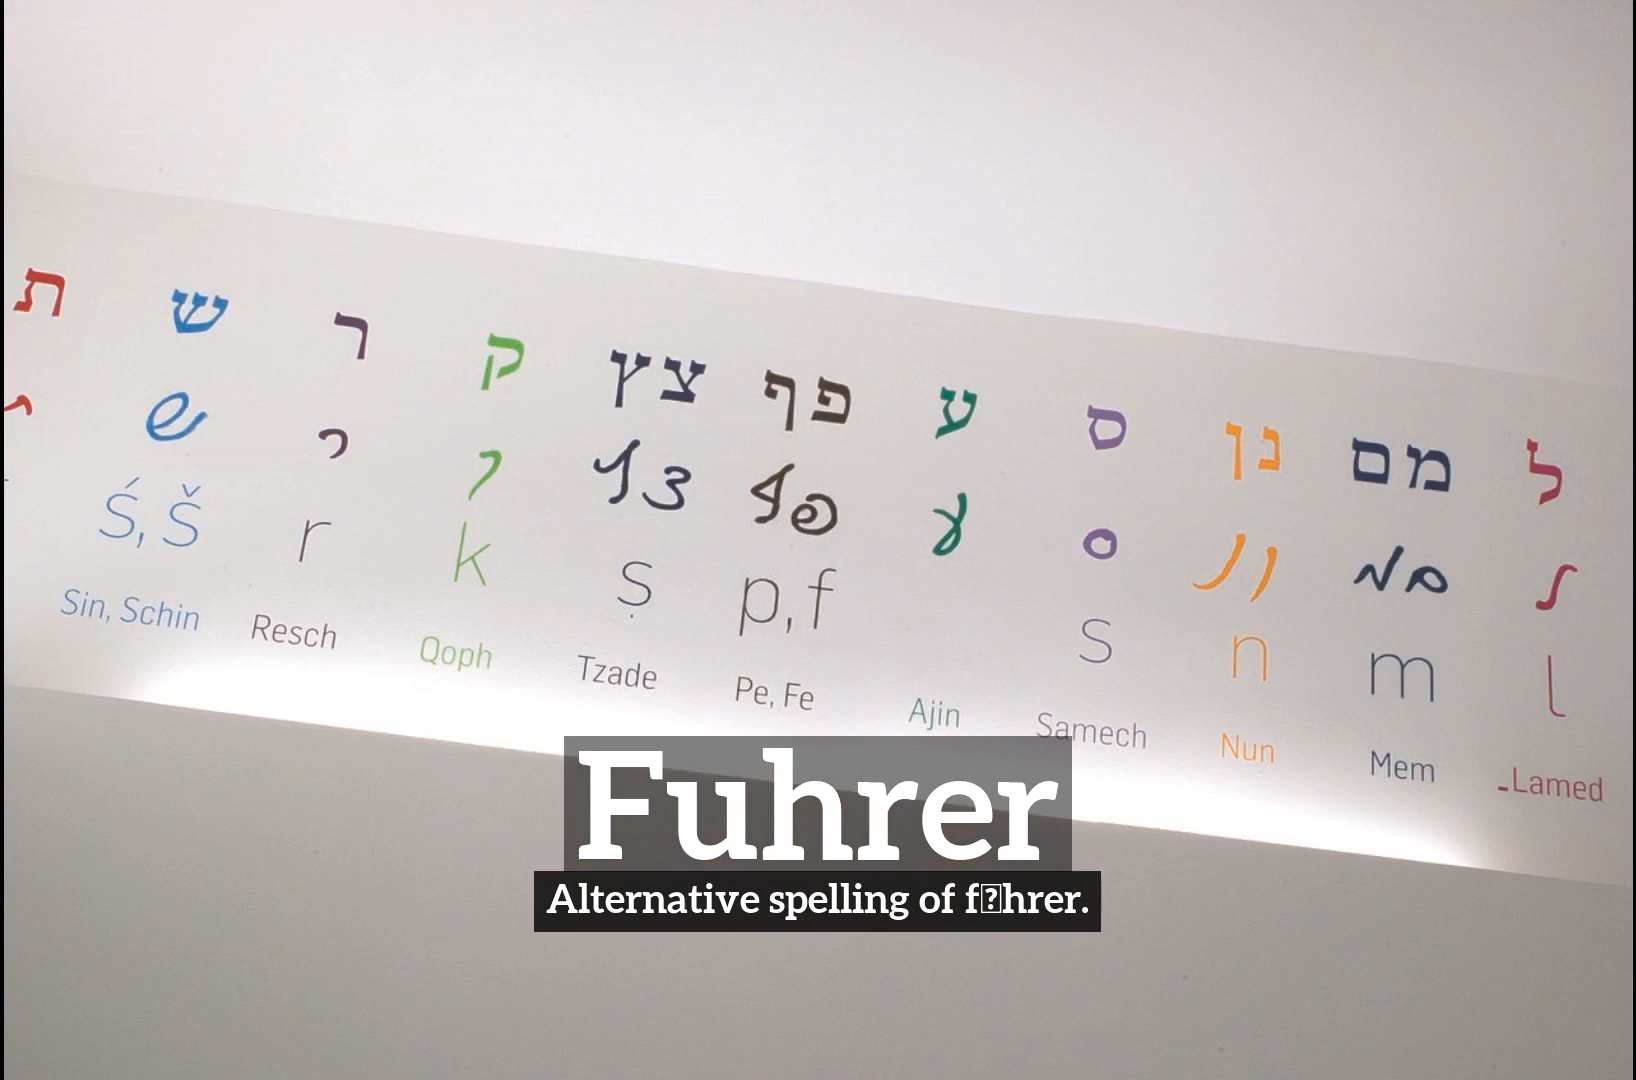 ת ש ר ק צץ פף ע ס נן מם ל
ת ש ר ק צץ פף ע ס נן מם ל
Ś, Š r k ṣ p, f s n m l
Sin, Schin Resch Qoph Tzade Pe, Fe Ajin Samech Nun Mem Lamed
Fuhrer
Alternative spelling of f�hrer.